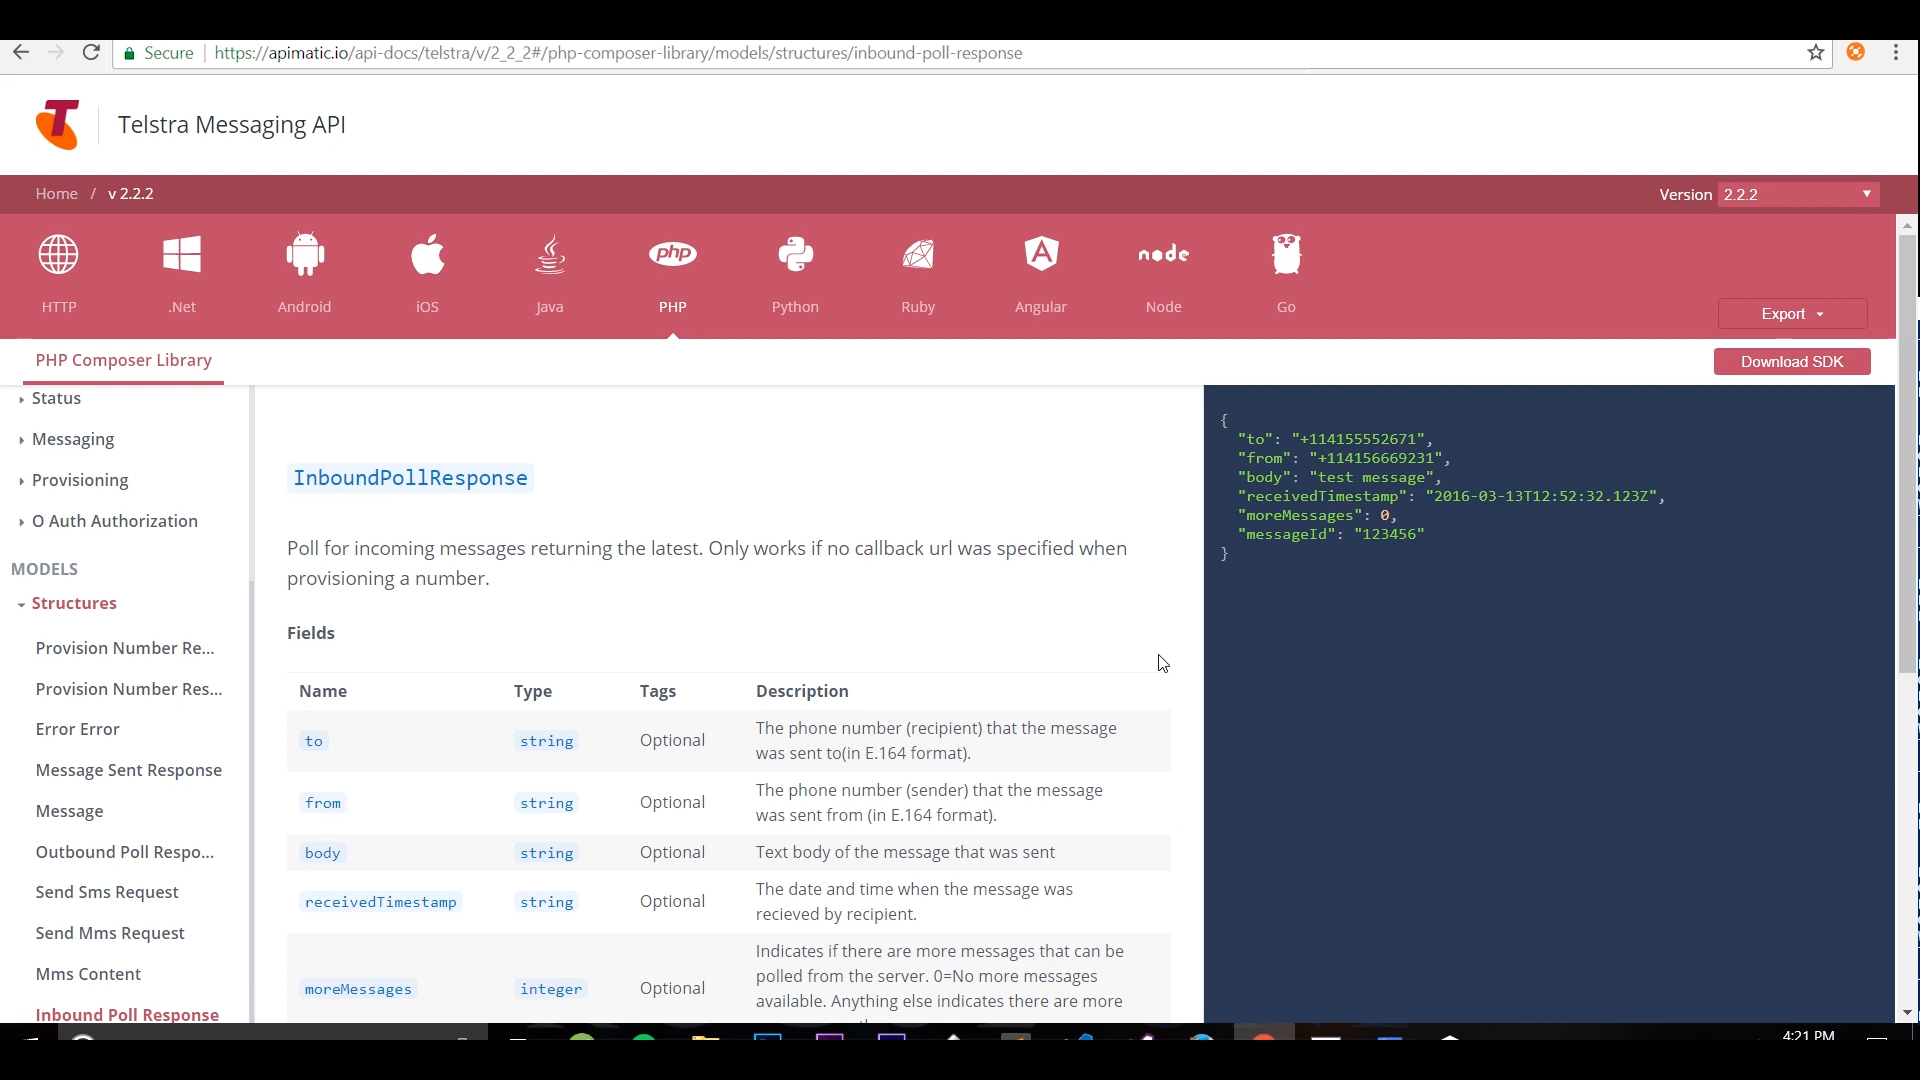 Secure
https://apimatic.io/api-docs/telstra/v/2_2_2#/php-composer-library/models/structures/inbound-poll-response
Telstra Messaging API
Home / v 2.2.2
Version 2.2.2
php
node
HTTP
.Net
Android
iOS
Java
PHP
Python
Ruby
Angular
Node
Go
Export
PHP Composer Library
Download SDK
Status
Messaging
Provisioning
O Auth Authorization
MODELS
Structures
Provision Number Re...
Provision Number Res...
Error Error
Message Sent Response
Message
Outbound Poll Respo...
Send Sms Request
Send Mms Request
Mms Content
Inbound Poll Response
InboundPollResponse
Poll for incoming messages returning the latest. Only works if no callback url was specified when
provisioning a number.
Fields
Name Type Tags Description
to string Optional The phone number (recipient) that the message
was sent to(in E.164 format).
from string Optional The phone number (sender) that the message
was sent from (in E.164 format).
body string Optional Text body of the message that was sent
receivedTimestamp string Optional The date and time when the message was
recieved by recipient.
moreMessages integer Optional Indicates if there are more messages that can be
polled from the server. 0=No more messages
available. Anything else indicates there are more
{
"to": "+114155552671",
"from": "+114156669231",
"body": "test message",
"receivedTimestamp": "2016-03-13T12:52:32.123Z",
"moreMessages": 0,
"messageId": "123456"
}
4:21 PM